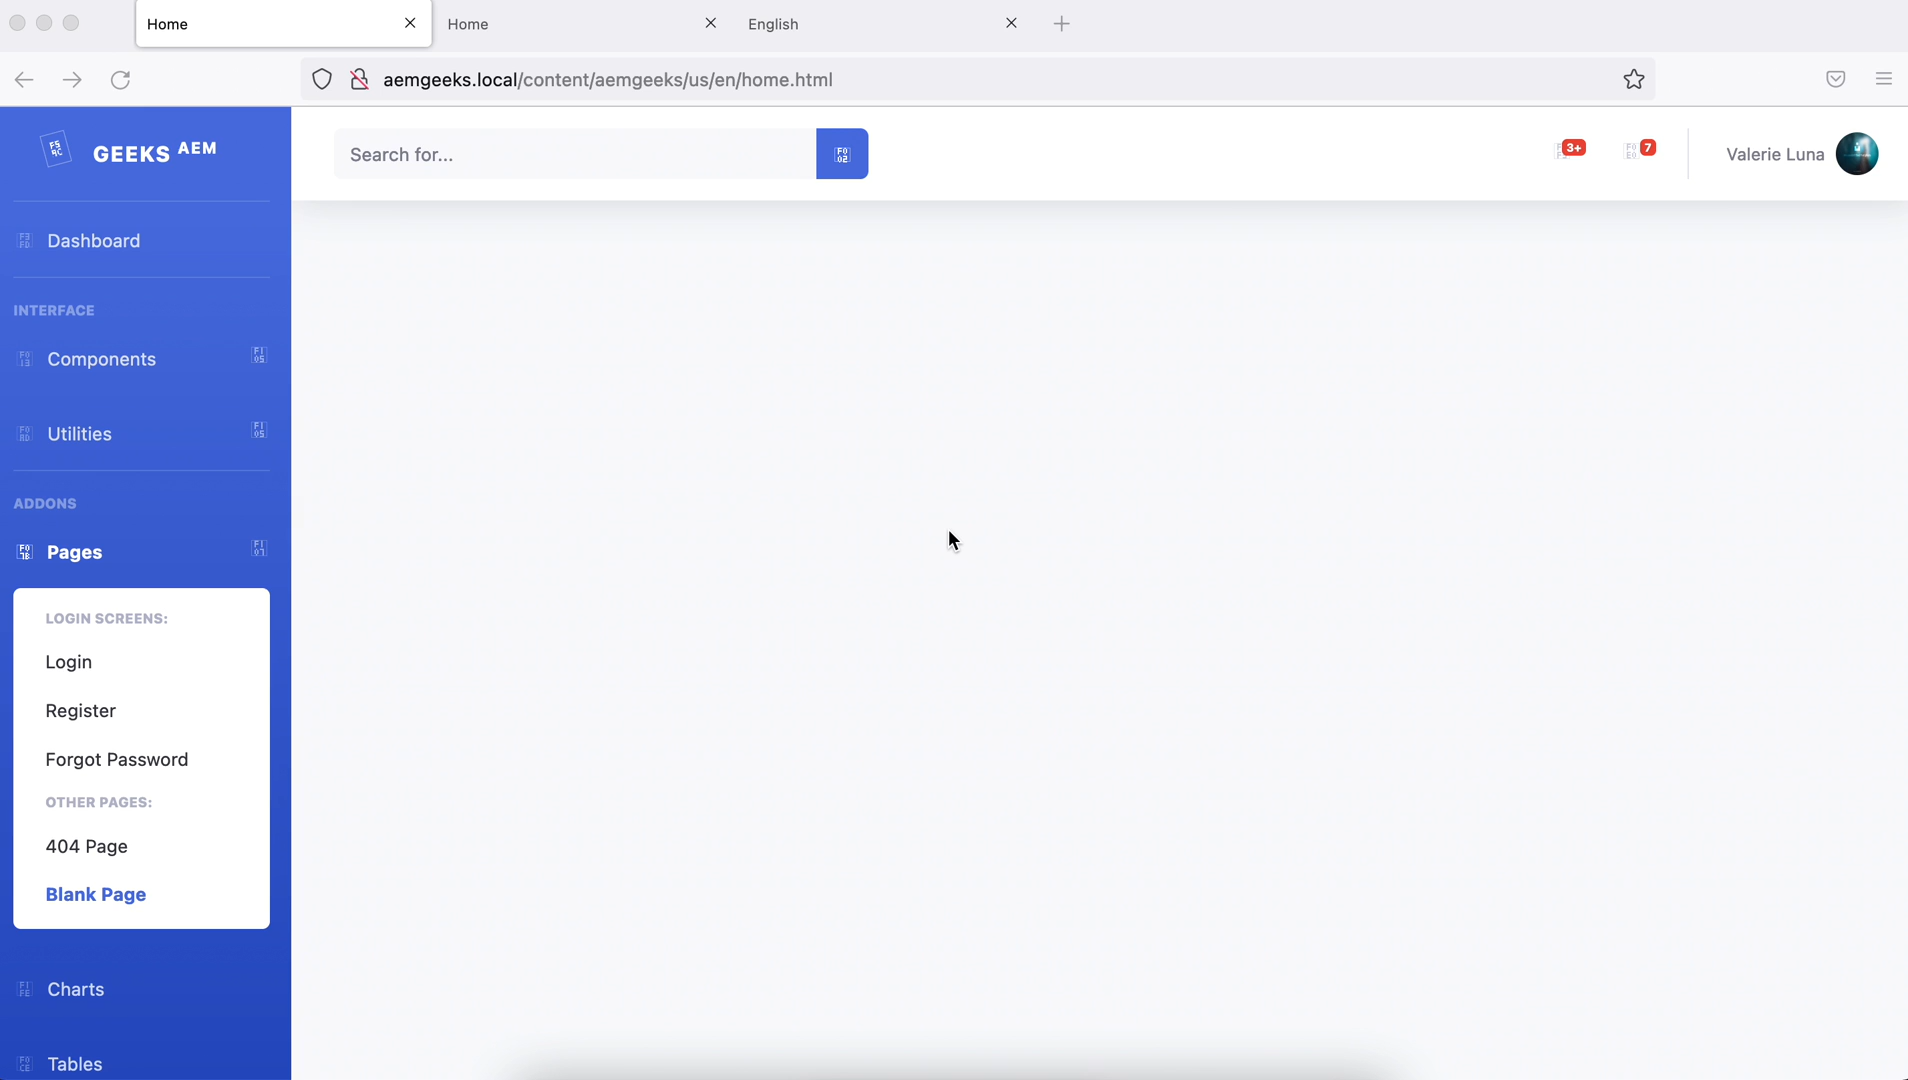 Home
Home
English
aemgeeks.local/content/aemgeeks/us/en/home.html
GEEKS AEM
Search for...
3+
7
Valerie Luna
Dashboard
INTERFACE
Components
Utilities
ADDONS
Pages
LOGIN SCREENS:
Login
Register
Forgot Password
OTHER PAGES:
404 Page
Blank Page
Charts
Tables